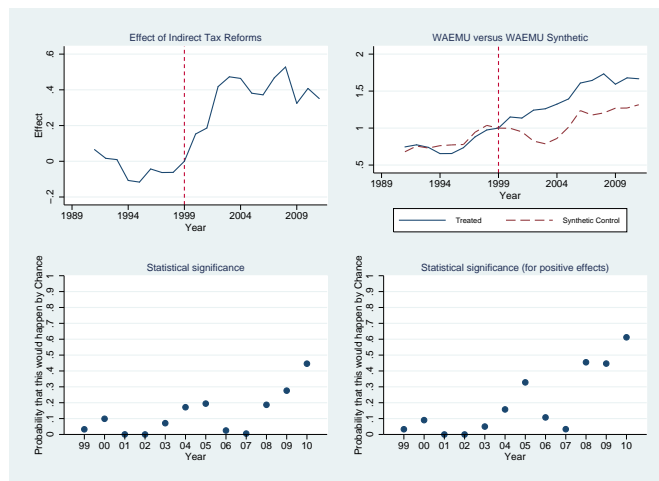 Effect of Indirect Tax Reforms
Effect
-.2 0 .2 .4 .6
1989 1994 1999 2004 2009
Year
WAEMU versus WAEMU Synthetic
.5 1 1.5 2
1989 1994 1999 2004 2009
Year
Treated Synthetic Control
Statistical significance
Probability that this would happen by Chance
0 .1 .2 .3 .4 .5 .6 .7 .8 .9 1
99 00 01 02 03 04 05 06 07 08 09 10
Year
Statistical significance (for positive effects)
Probability that this would happen by Chance
0 .1 .2 .3 .4 .5 .6 .7 .8 .9 1
99 00 01 02 03 04 05 06 07 08 09 10
Year